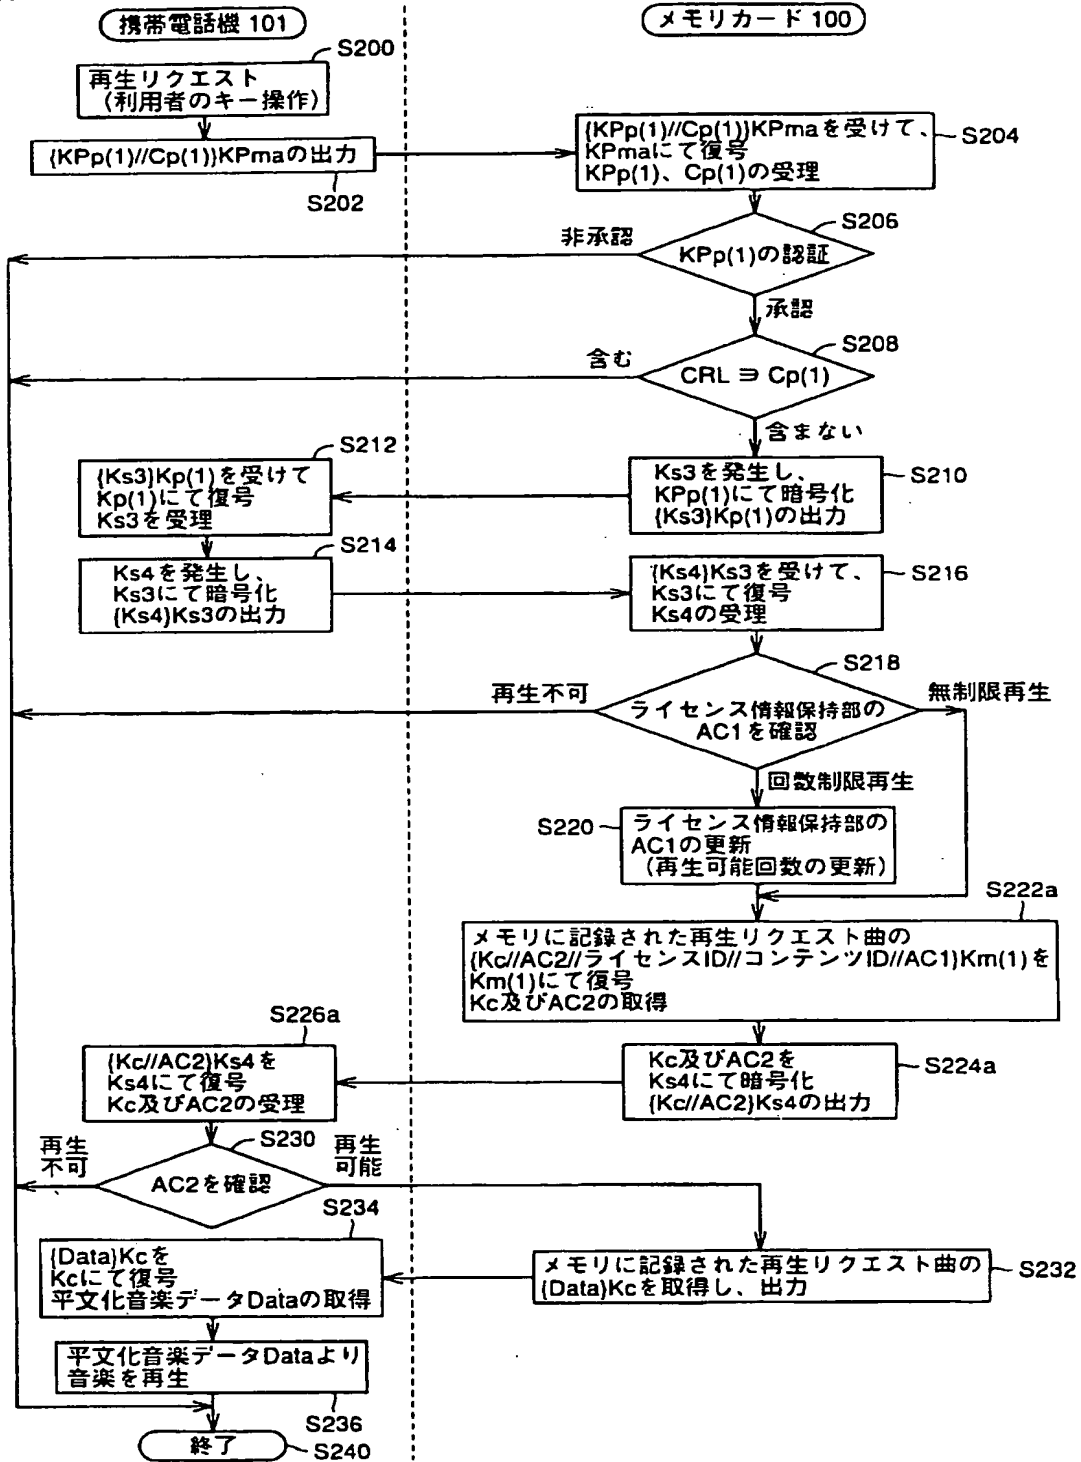 携帯電話機 101
メモリカード 100
S200
再生リクエスト
(利用者のキー操作)
{KPp(1)//Cp(1)}KPmaの出力
S202
{KPp(1)//Cp(1)}KPmaを受けて、
KPmaにて復号
KPp(1)、Cp(1)の受理
S204
S206
非承認
KPp(1)の認証
承認
S208
含む
CRL ∋ Cp(1)
含まない
S212
{Ks3}Kp(1)を受けて
Kp(1)にて復号
Ks3を受理
Ks3を発生し、
KPp(1)にて暗号化
{Ks3}Kp(1)の出力
S210
S214
Ks4を発生し、
Ks3にて暗号化
{Ks4}Ks3の出力
{Ks4}Ks3を受けて、
Ks3にて復号
Ks4の受理
S216
S218
再生不可
無制限再生
ライセンス情報保持部の
AC1を確認
回数制限再生
S220
ライセンス情報保持部の
AC1の更新
(再生可能回数の更新)
S222a
メモリに記録された再生リクエスト曲の
{Kc//AC2//ライセンスID//コンテンツID//AC1}Km(1)を
Km(1)にて復号
Kc及びAC2の取得
S226a
{Kc//AC2}Ks4を
Ks4にて復号
Kc及びAC2の受理
Kc及びAC2を
Ks4にて暗号化
{Kc//AC2}Ks4の出力
S224a
S230
再生
不可
再生
可能
AC2を確認
S234
{Data}Kcを
Kcにて復号
平文化音楽データDataの取得
メモリに記録された再生リクエスト曲の
{Data}Kcを取得し、出力
S232
平文化音楽データDataより
音楽を再生
S236
終了
S240